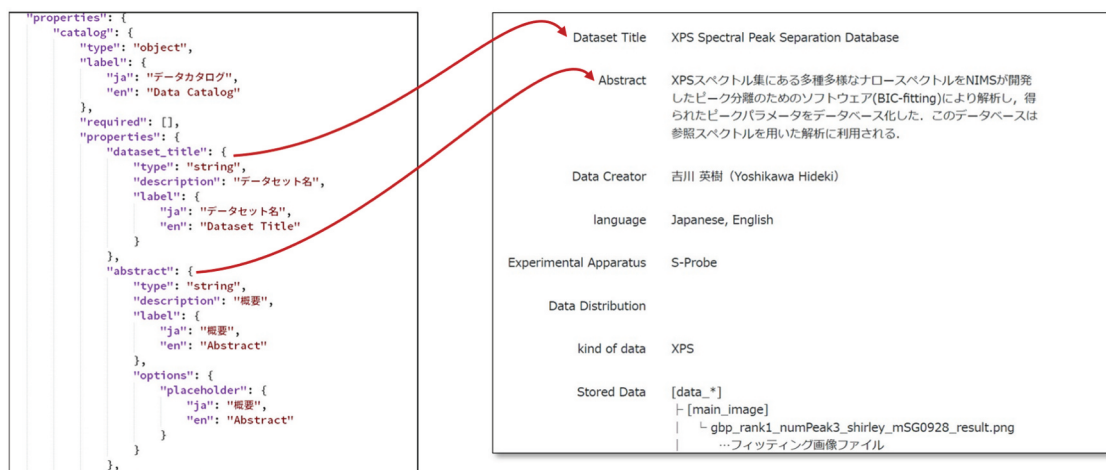 "properties": {
"catalog": {
"type": "object",
"label": {
"ja": "データカタログ",
"en": "Data Catalog"
},
"required": [],
"properties": {
"dataset_title": {
"type": "string",
"description": "データセット名",
"label": {
"ja": "データセット名",
"en": "Dataset Title"
}
},
"abstract": {
"type": "string",
"description": "概要",
"label": {
"ja": "概要",
"en": "Abstract"
},
"options": {
"placeholder": {
"ja": "概要",
"en": "Abstract"
}
}
},
Dataset Title XPS Spectral Peak Separation Database
Abstract XPSスペクトル集にある多種多様なナロースペクトルをNIMSが開発
したピーク分離のためのソフトウェア(BIC-fitting)により解析し，得
られたピークパラメータをデータベース化した．このデータベースは
参照スペクトルを用いた解析に利用される．
Data Creator 吉川 英樹（Yoshikawa Hideki）
language Japanese, English
Experimental Apparatus S-Probe
Data Distribution
kind of data XPS
Stored Data [data_*]
├ [main_image]
│ └ gbp_rank1_numPeak3_shirley_mSG0928_result.png
│ …フィッティング画像ファイル